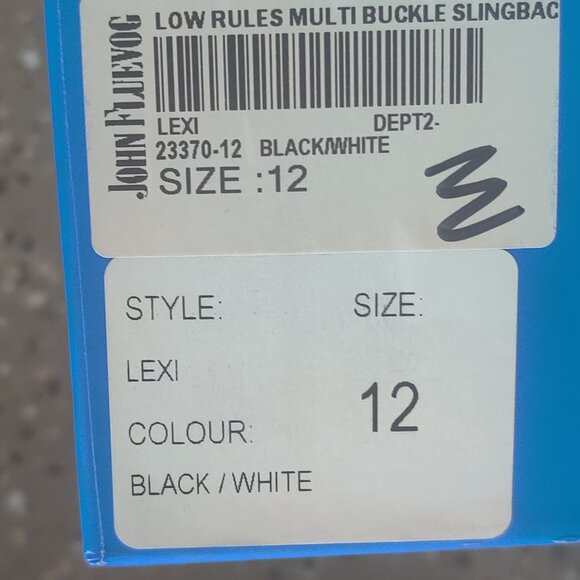 JOHN FLUEVOG
LOW RULES MULTI BUCKLE SLINGBAC
LEXI DEPT2-
23370-12 BLACK/WHITE
SIZE :12
STYLE: SIZE:
LEXI
12
COLOUR:
BLACK / WHITE